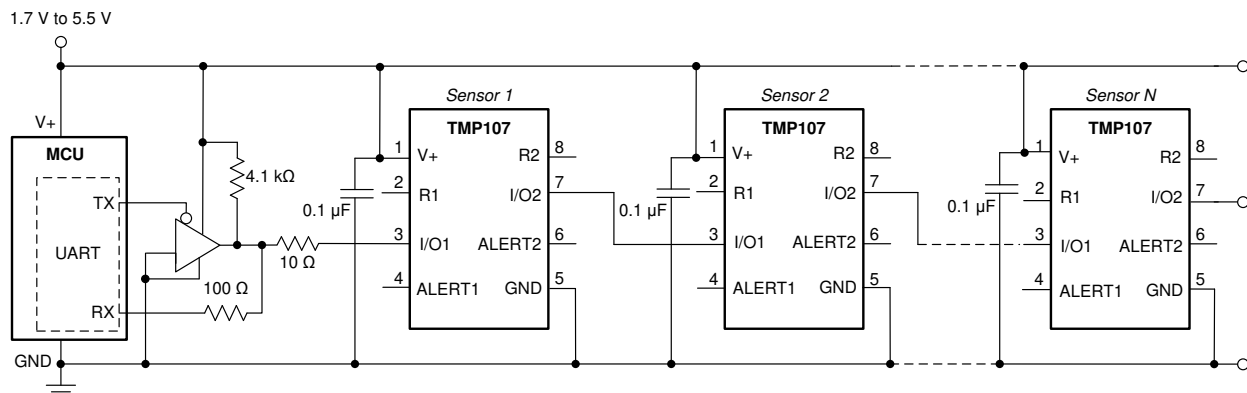 1.7 V to 5.5 V
V+
MCU
UART
TX
RX
GND
4.1 kΩ
10 Ω
100 Ω
0.1 µF
Sensor 1
TMP107
1
V+
2
R1
3
I/O1
4
ALERT1
R2
8
I/O2
7
ALERT2
6
GND
5
0.1 µF
Sensor 2
TMP107
1
V+
2
R1
3
I/O1
4
ALERT1
R2
8
I/O2
7
ALERT2
6
GND
5
0.1 µF
Sensor N
TMP107
1
V+
2
R1
3
I/O1
4
ALERT1
R2
8
I/O2
7
ALERT2
6
GND
5